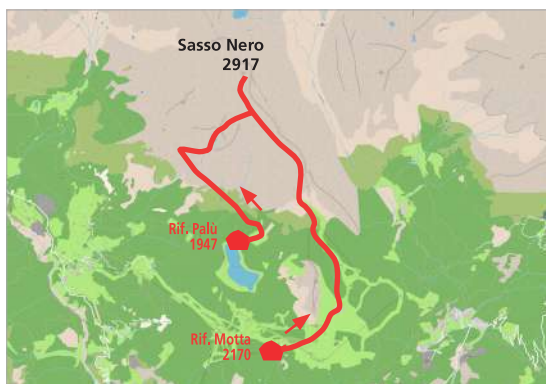 Sasso Nero
2917
Rif. Palù
1947
Rif. Motta
2170